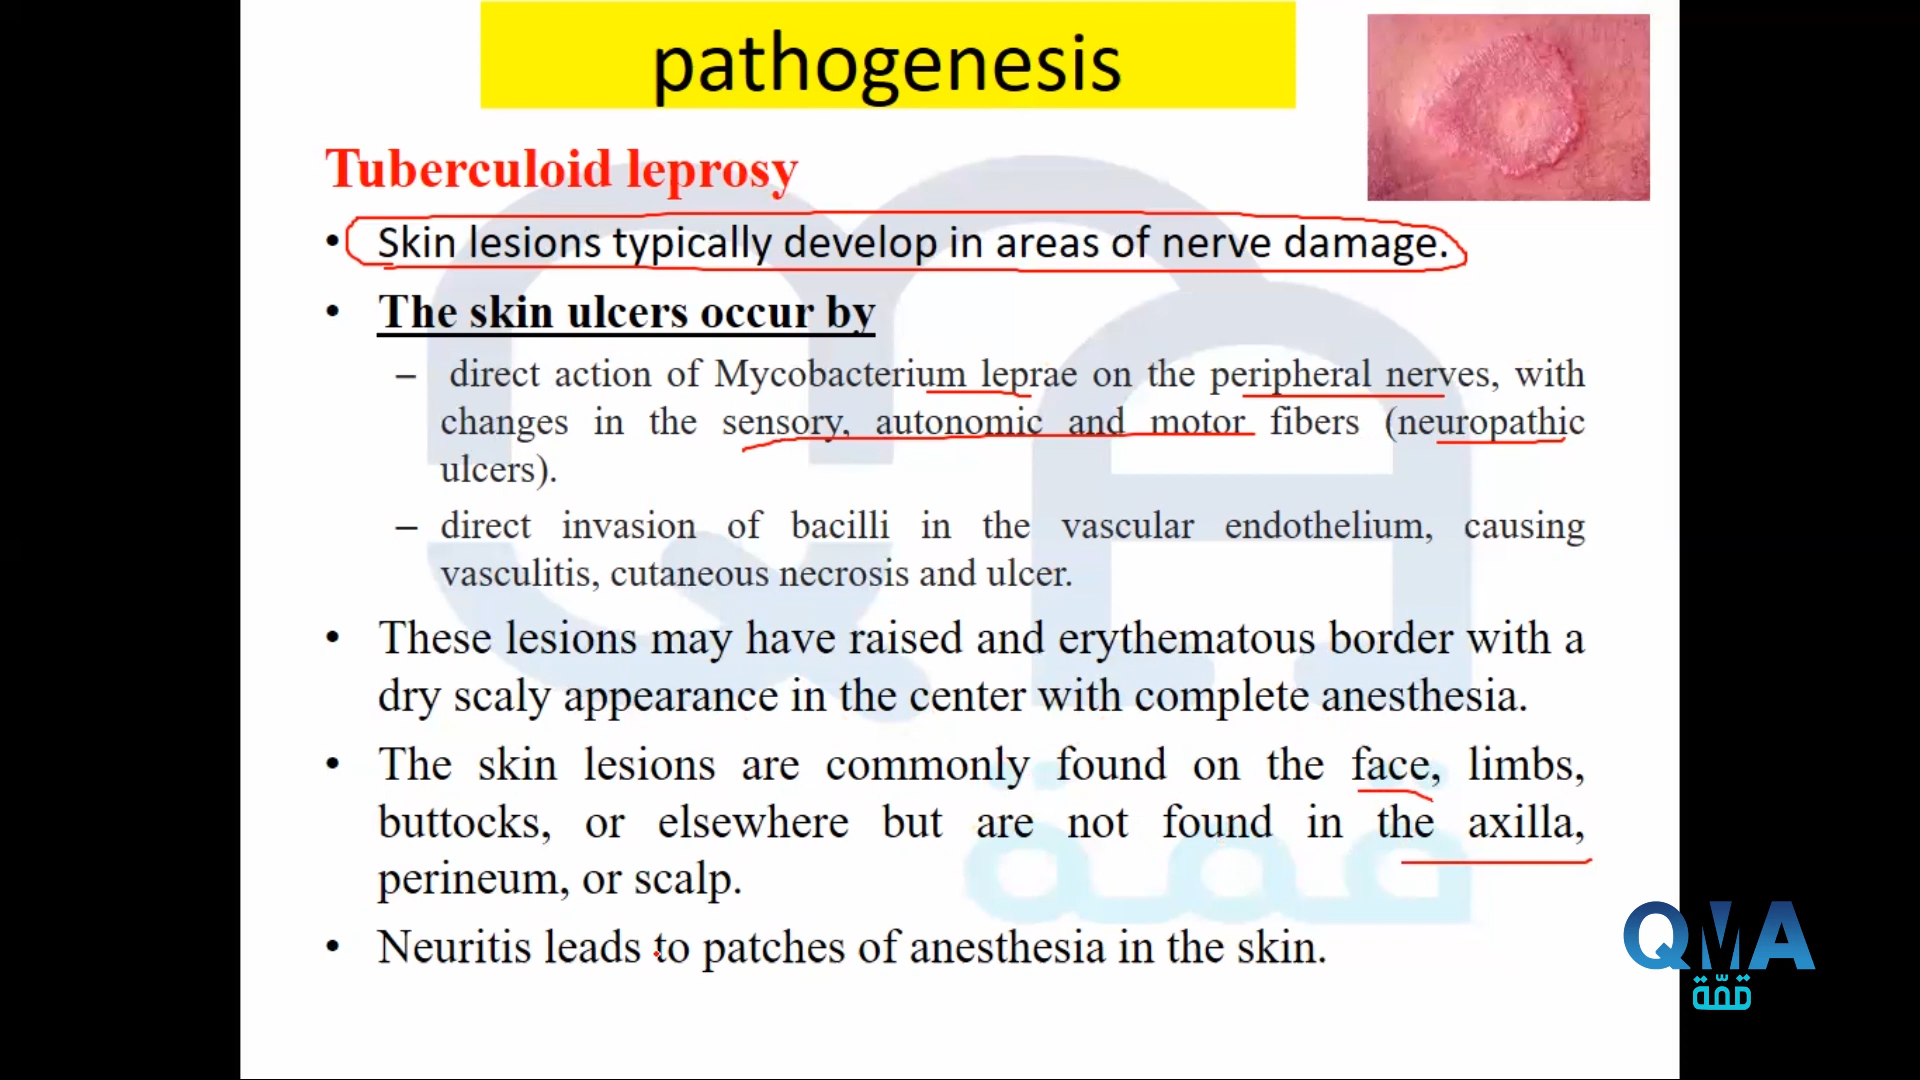 pathogenesis
Tuberculoid leprosy
• Skin lesions typically develop in areas of nerve damage.
• The skin ulcers occur by
– direct action of Mycobacterium leprae on the peripheral nerves, with
changes in the sensory, autonomic and motor fibers (neuropathic
ulcers).
– direct invasion of bacilli in the vascular endothelium, causing
vasculitis, cutaneous necrosis and ulcer.
• These lesions may have raised and erythematous border with a
dry scaly appearance in the center with complete anesthesia.
• The skin lesions are commonly found on the face, limbs,
buttocks, or elsewhere but are not found in the axilla,
perineum, or scalp.
• Neuritis leads to patches of anesthesia in the skin.
QMA
قمّة
قمة